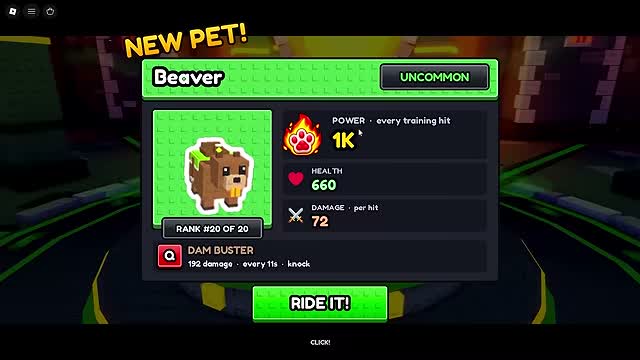 NEW PET!
Beaver
UNCOMMON
POWER · every training hit
1K
HEALTH
660
DAMAGE · per hit
72
RANK #20 OF 20
Q
DAM BUSTER
192 damage · every 11s · knock
RIDE IT!
CLICK!